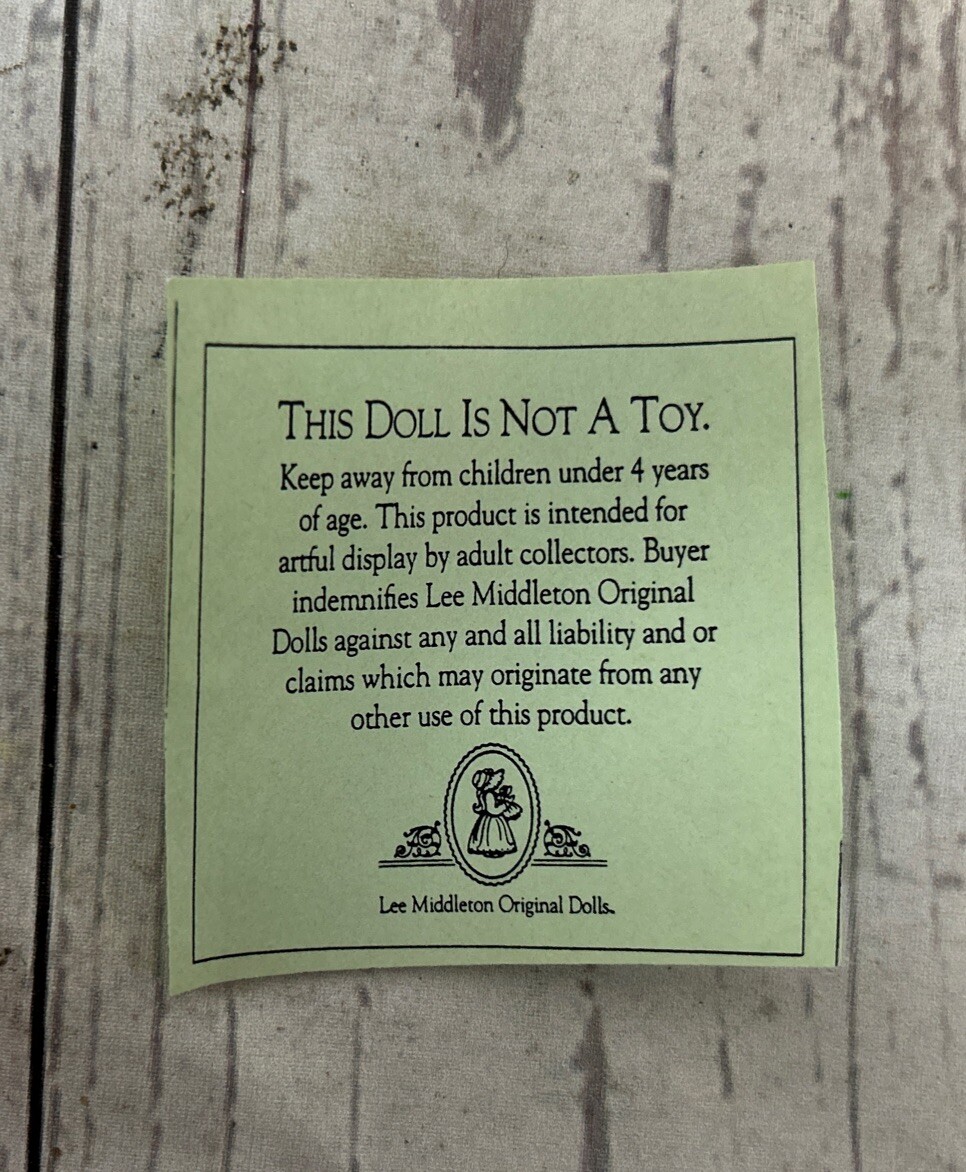 THIS DOLL IS NOT A TOY.
Keep away from children under 4 years
of age. This product is intended for
artful display by adult collectors. Buyer
indemnifies Lee Middleton Original
Dolls against any and all liability and or
claims which may originate from any
other use of this product.
Lee Middleton Original Dolls.